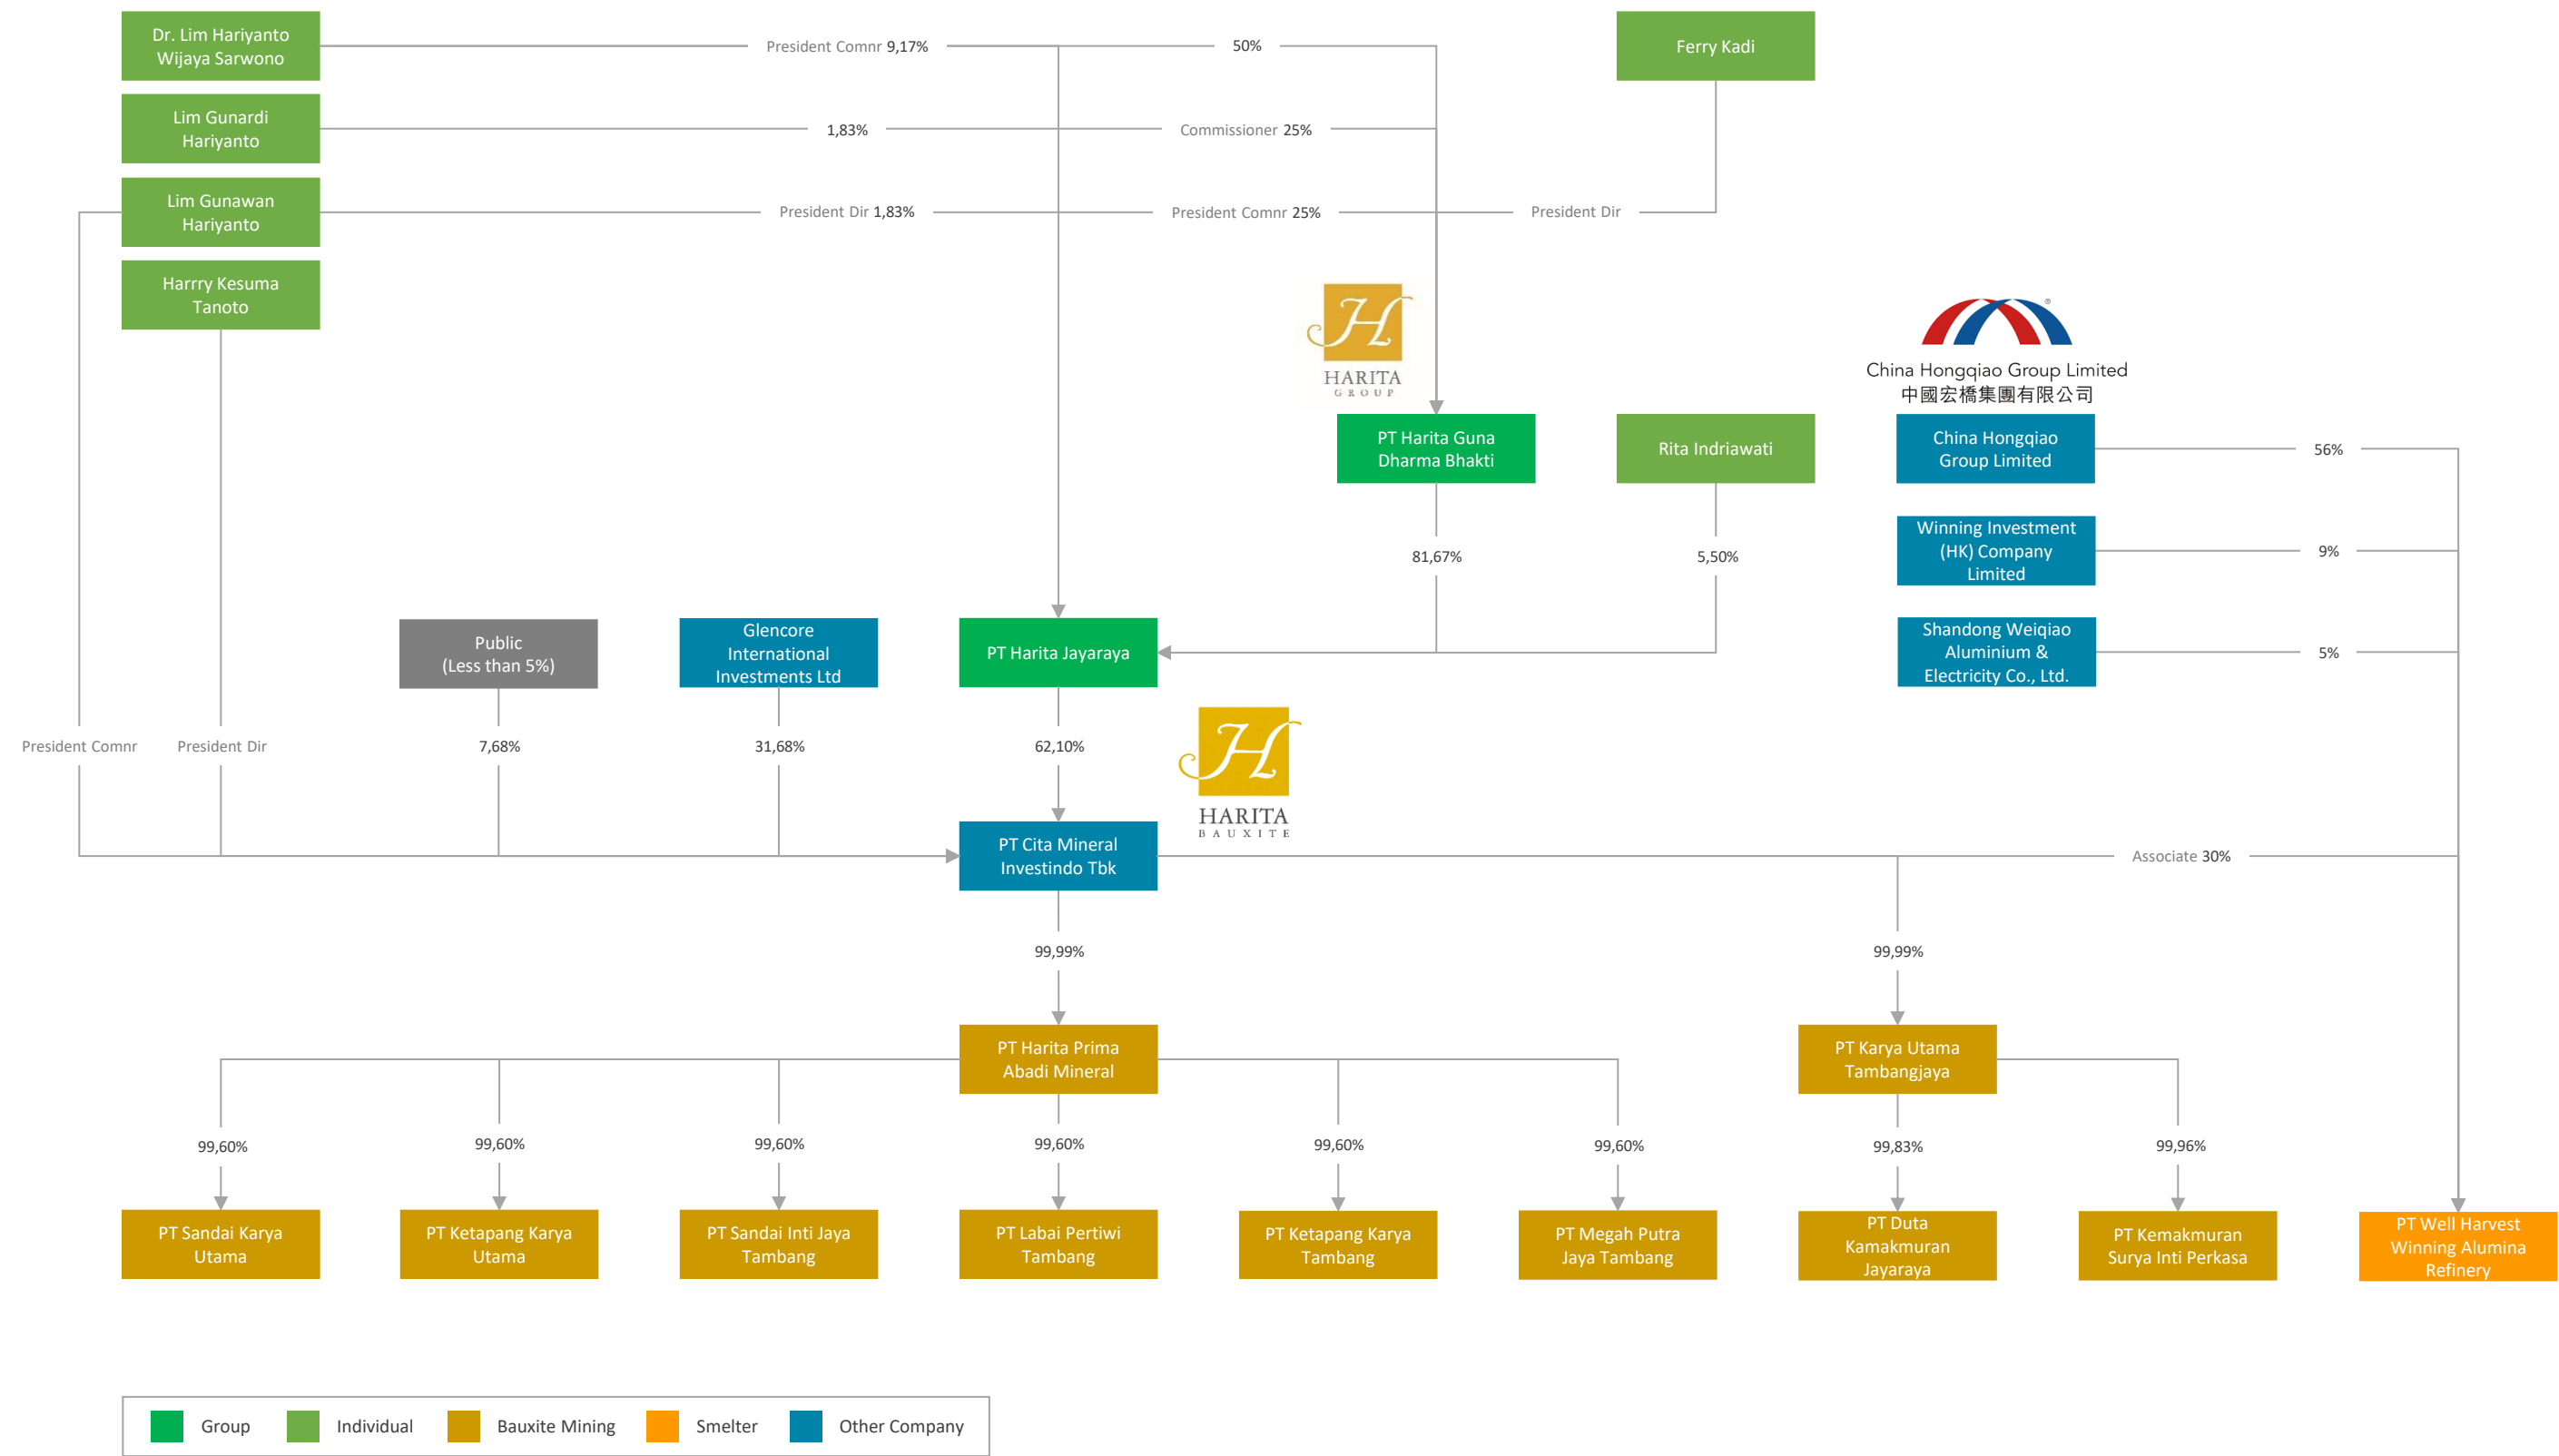 Dr. Lim Hariyanto
Wijaya Sarwono
President Comnr 9,17%
50%
Ferry Kadi
Lim Gunardi
Hariyanto
1,83%
Commissioner 25%
Lim Gunawan
Hariyanto
President Dir 1,83%
President Comnr 25%
President Dir
Harrry Kesuma
Tanoto
H
HARITA
GROUP
®
China Hongqiao Group Limited
中國宏橋集團有限公司
PT Harita Guna
Dharma Bhakti
Rita Indriawati
China Hongqiao
Group Limited
56%
Winning Investment
(HK) Company
Limited
9%
81,67%
5,50%
Public
(Less than 5%)
Glencore
International
Investments Ltd
PT Harita Jayaraya
Shandong Weiqiao
Aluminium &
Electricity Co., Ltd.
5%
President Comnr
President Dir
7,68%
31,68%
62,10%
H
HARITA
BAUXITE
PT Cita Mineral
Investindo Tbk
Associate 30%
99,99%
99,99%
PT Harita Prima
Abadi Mineral
PT Karya Utama
Tambangjaya
99,60%
99,60%
99,60%
99,60%
99,60%
99,60%
99,83%
99,96%
PT Sandai Karya
Utama
PT Ketapang Karya
Utama
PT Sandai Inti Jaya
Tambang
PT Labai Pertiwi
Tambang
PT Ketapang Karya
Tambang
PT Megah Putra
Jaya Tambang
PT Duta
Kamakmuran
Jayaraya
PT Kemakmuran
Surya Inti Perkasa
PT Well Harvest
Winning Alumina
Refinery
Group
Individual
Bauxite Mining
Smelter
Other Company